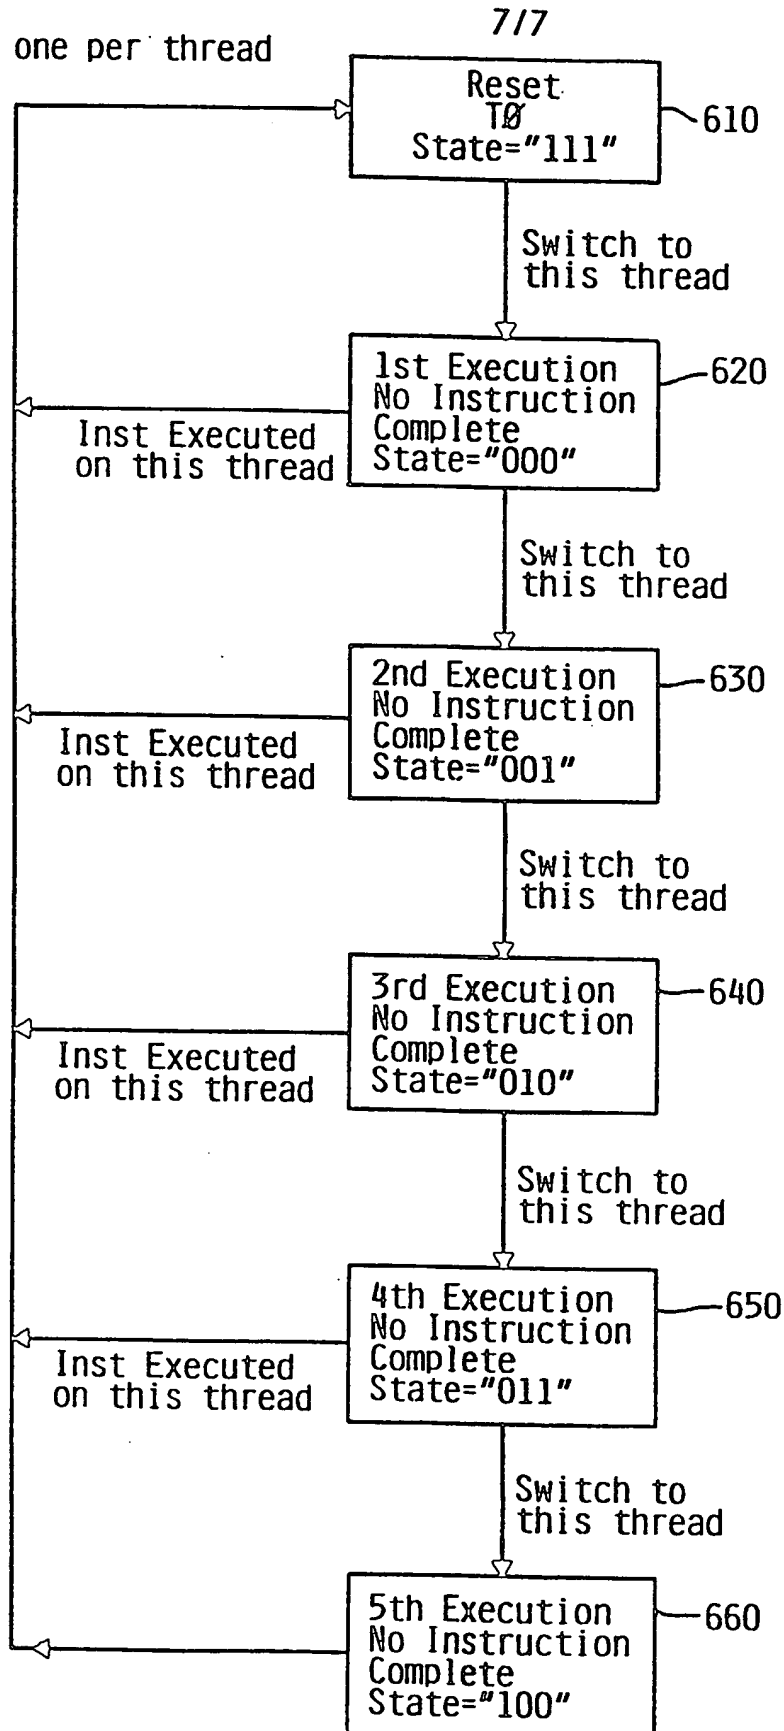 7/7
one per thread
Reset
TØ
State="111"
610
Switch to
this thread
1st Execution
No Instruction
Complete
State="000"
620
Inst Executed
on this thread
Switch to
this thread
2nd Execution
No Instruction
Complete
State="001"
630
Inst Executed
on this thread
Switch to
this thread
3rd Execution
No Instruction
Complete
State="010"
640
Inst Executed
on this thread
Switch to
this thread
4th Execution
No Instruction
Complete
State="011"
650
Inst Executed
on this thread
Switch to
this thread
5th Execution
No Instruction
Complete
State="100"
660